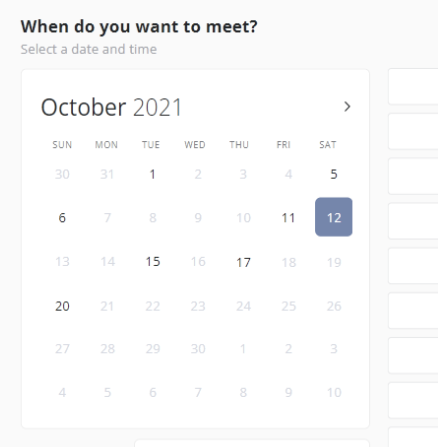 When do you want to meet?
Select a date and time
October 2021 >
SUN MON TUE WED THU FRI SAT
30 31 1 2 3 4 5
6 7 8 9 10 11 12
13 14 15 16 17 18 19
20 21 22 23 24 25 26
27 28 29 30 1 2 3
4 5 6 7 8 9 10